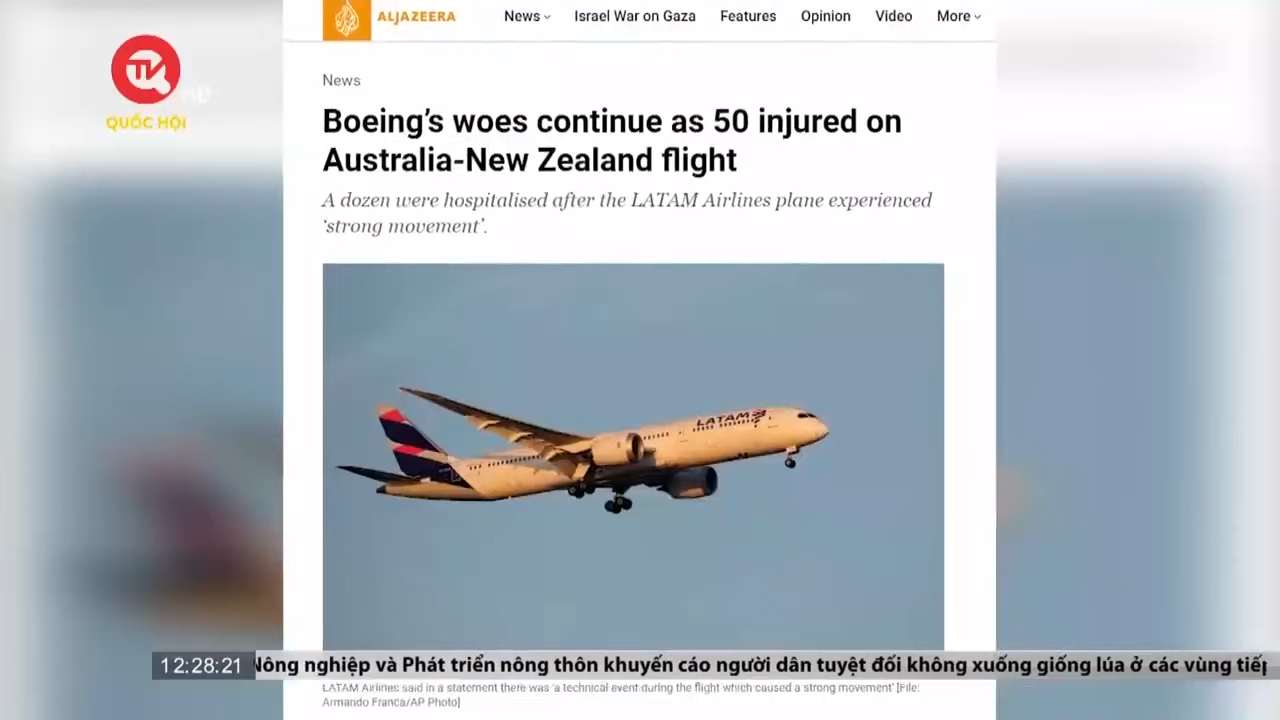 ALJAZEERA
News
Israel War on Gaza
Features
Opinion
Video
More
TV
QUỐC HỘI
HD
News
Boeing's woes continue as 50 injured on
Australia-New Zealand flight
A dozen were hospitalised after the LATAM Airlines plane experienced
'strong movement'.
LATAM
12:28:21
Nông nghiệp và Phát triển nông thôn khuyến cáo người dân tuyệt đối không xuống giống lúa ở các vùng tiếp
LATAM Airlines said in a statement there was 'a technical event during the flight which caused a strong movement' [File:
Armando Franca/AP Photo]